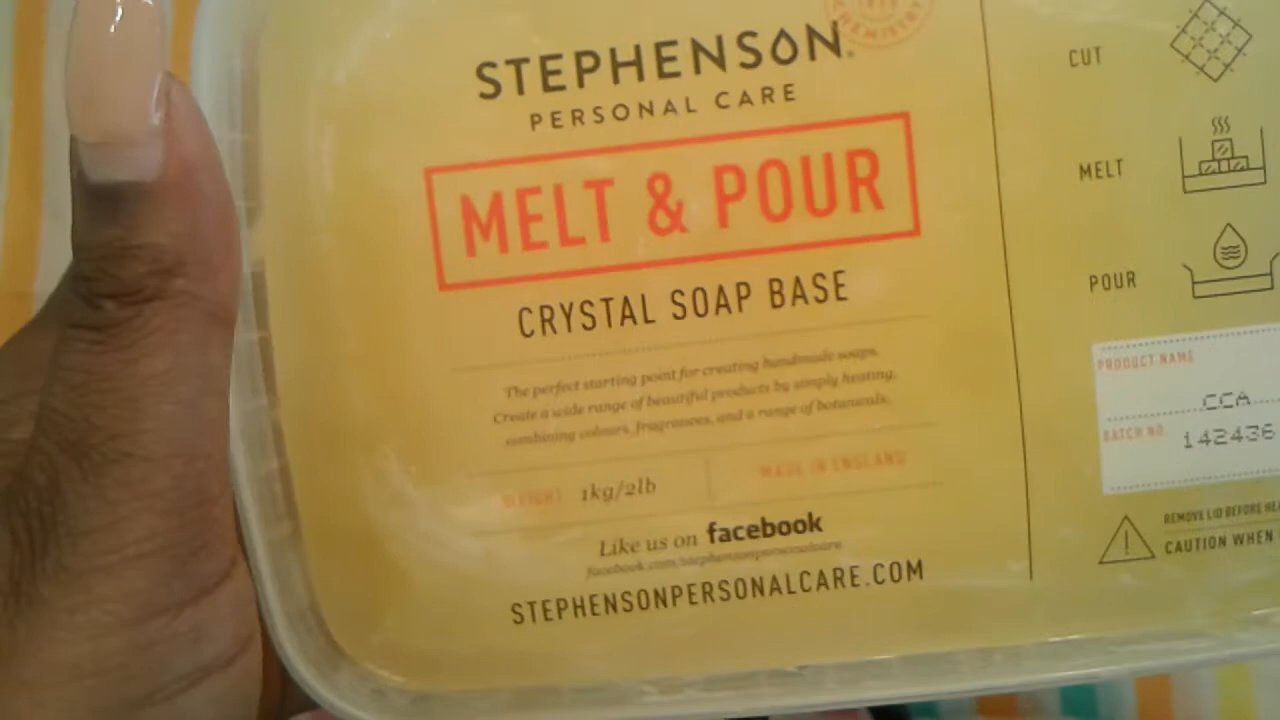 CHEMISTRY
STEPHENSON
PERSONAL CARE
MELT & POUR
CRYSTAL SOAP BASE
The perfect starting point for creating handmade soaps.
Create a wide range of beautiful products by simply heating,
combining colours, fragrances, and a range of botanicals.
WEIGHT 1kg/2lb
MADE IN ENGLAND
Like us on facebook
facebook.com/stephensonpersonalcare
STEPHENSONPERSONALCARE.COM
CUT
MELT
POUR
PRODUCT NAME
CCA
BATCH NO.
142436
REMOVE LID BEFORE
CAUTION WHEN